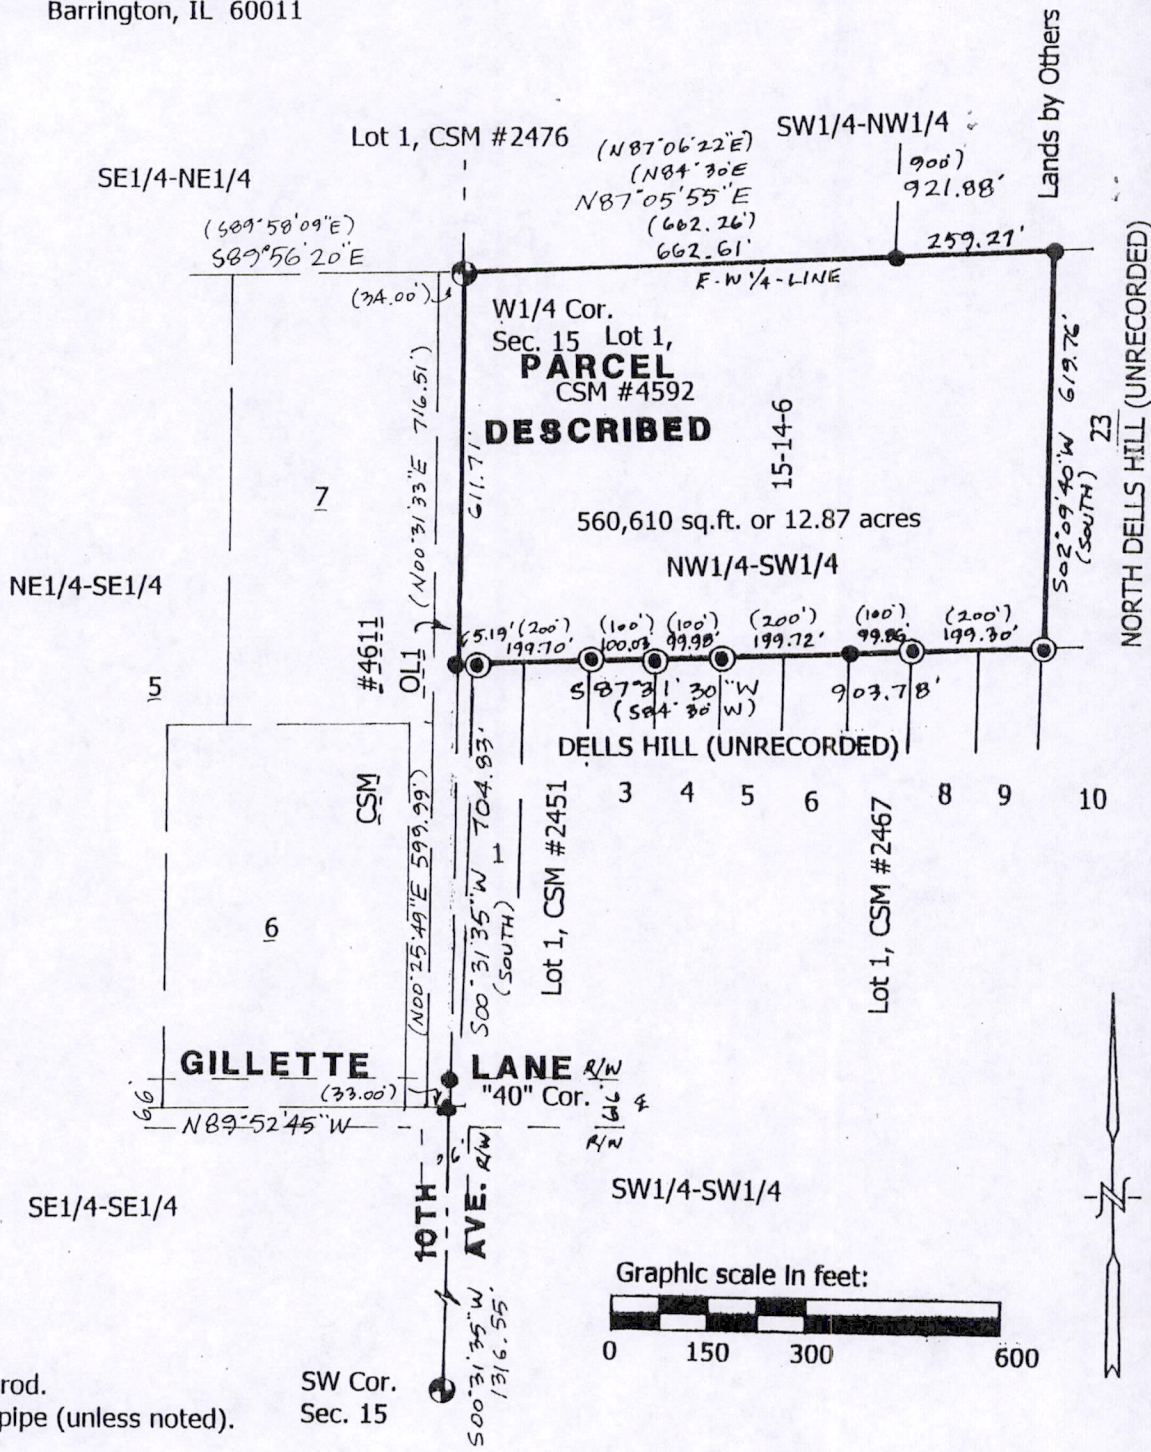 Barrington, IL 60011
Lands by Others
Lot 1, CSM #2476
SW1/4-NW1/4
SE1/4-NE1/4
(N87°06'22"E)
(N84°30'E
N87°05'55"E
(662.26')
662.61'
(900')
921.88'
(S89°58'09"E)
S89°56'20"E
259.27'
E-W 1/4-LINE
(34.00')
W1/4 Cor.
Sec. 15 Lot 1,
PARCEL
CSM #4592
DESCRIBED
15-14-6
611.71'
(N00°31'33"E 716.51')
S02°09'40"W 619.76'
(SOUTH)
23
NORTH DELLS HILL (UNRECORDED)
7
560,610 sq.ft. or 12.87 acres
NW1/4-SW1/4
NE1/4-SE1/4
#4611
OL1
5.19' (200') (100') (100') (200') (100') (200')
199.70' 100.03' 99.98' 199.72' 99.86' 199.30'
5
S87°31'30"W 903.78'
(S84°30'W)
DELLS HILL (UNRECORDED)
CSM
(N00°25'49"E 599.99')
S00°31'35"W 704.83'
(SOUTH)
1
Lot 1, CSM #2451
3 4 5 6
Lot 1, CSM #2467
8 9 10
6
GILLETTE LANE R/W
(33.00')
"40" Cor.
66'
66'
R/W
N89°52'45"W
66'
R/W
10TH AVE.
SE1/4-SE1/4
SW1/4-SW1/4
N
Graphic scale in feet:
0 150 300 600
S00°31'35"W
1316.55'
rod.
pipe (unless noted).
SW Cor.
Sec. 15